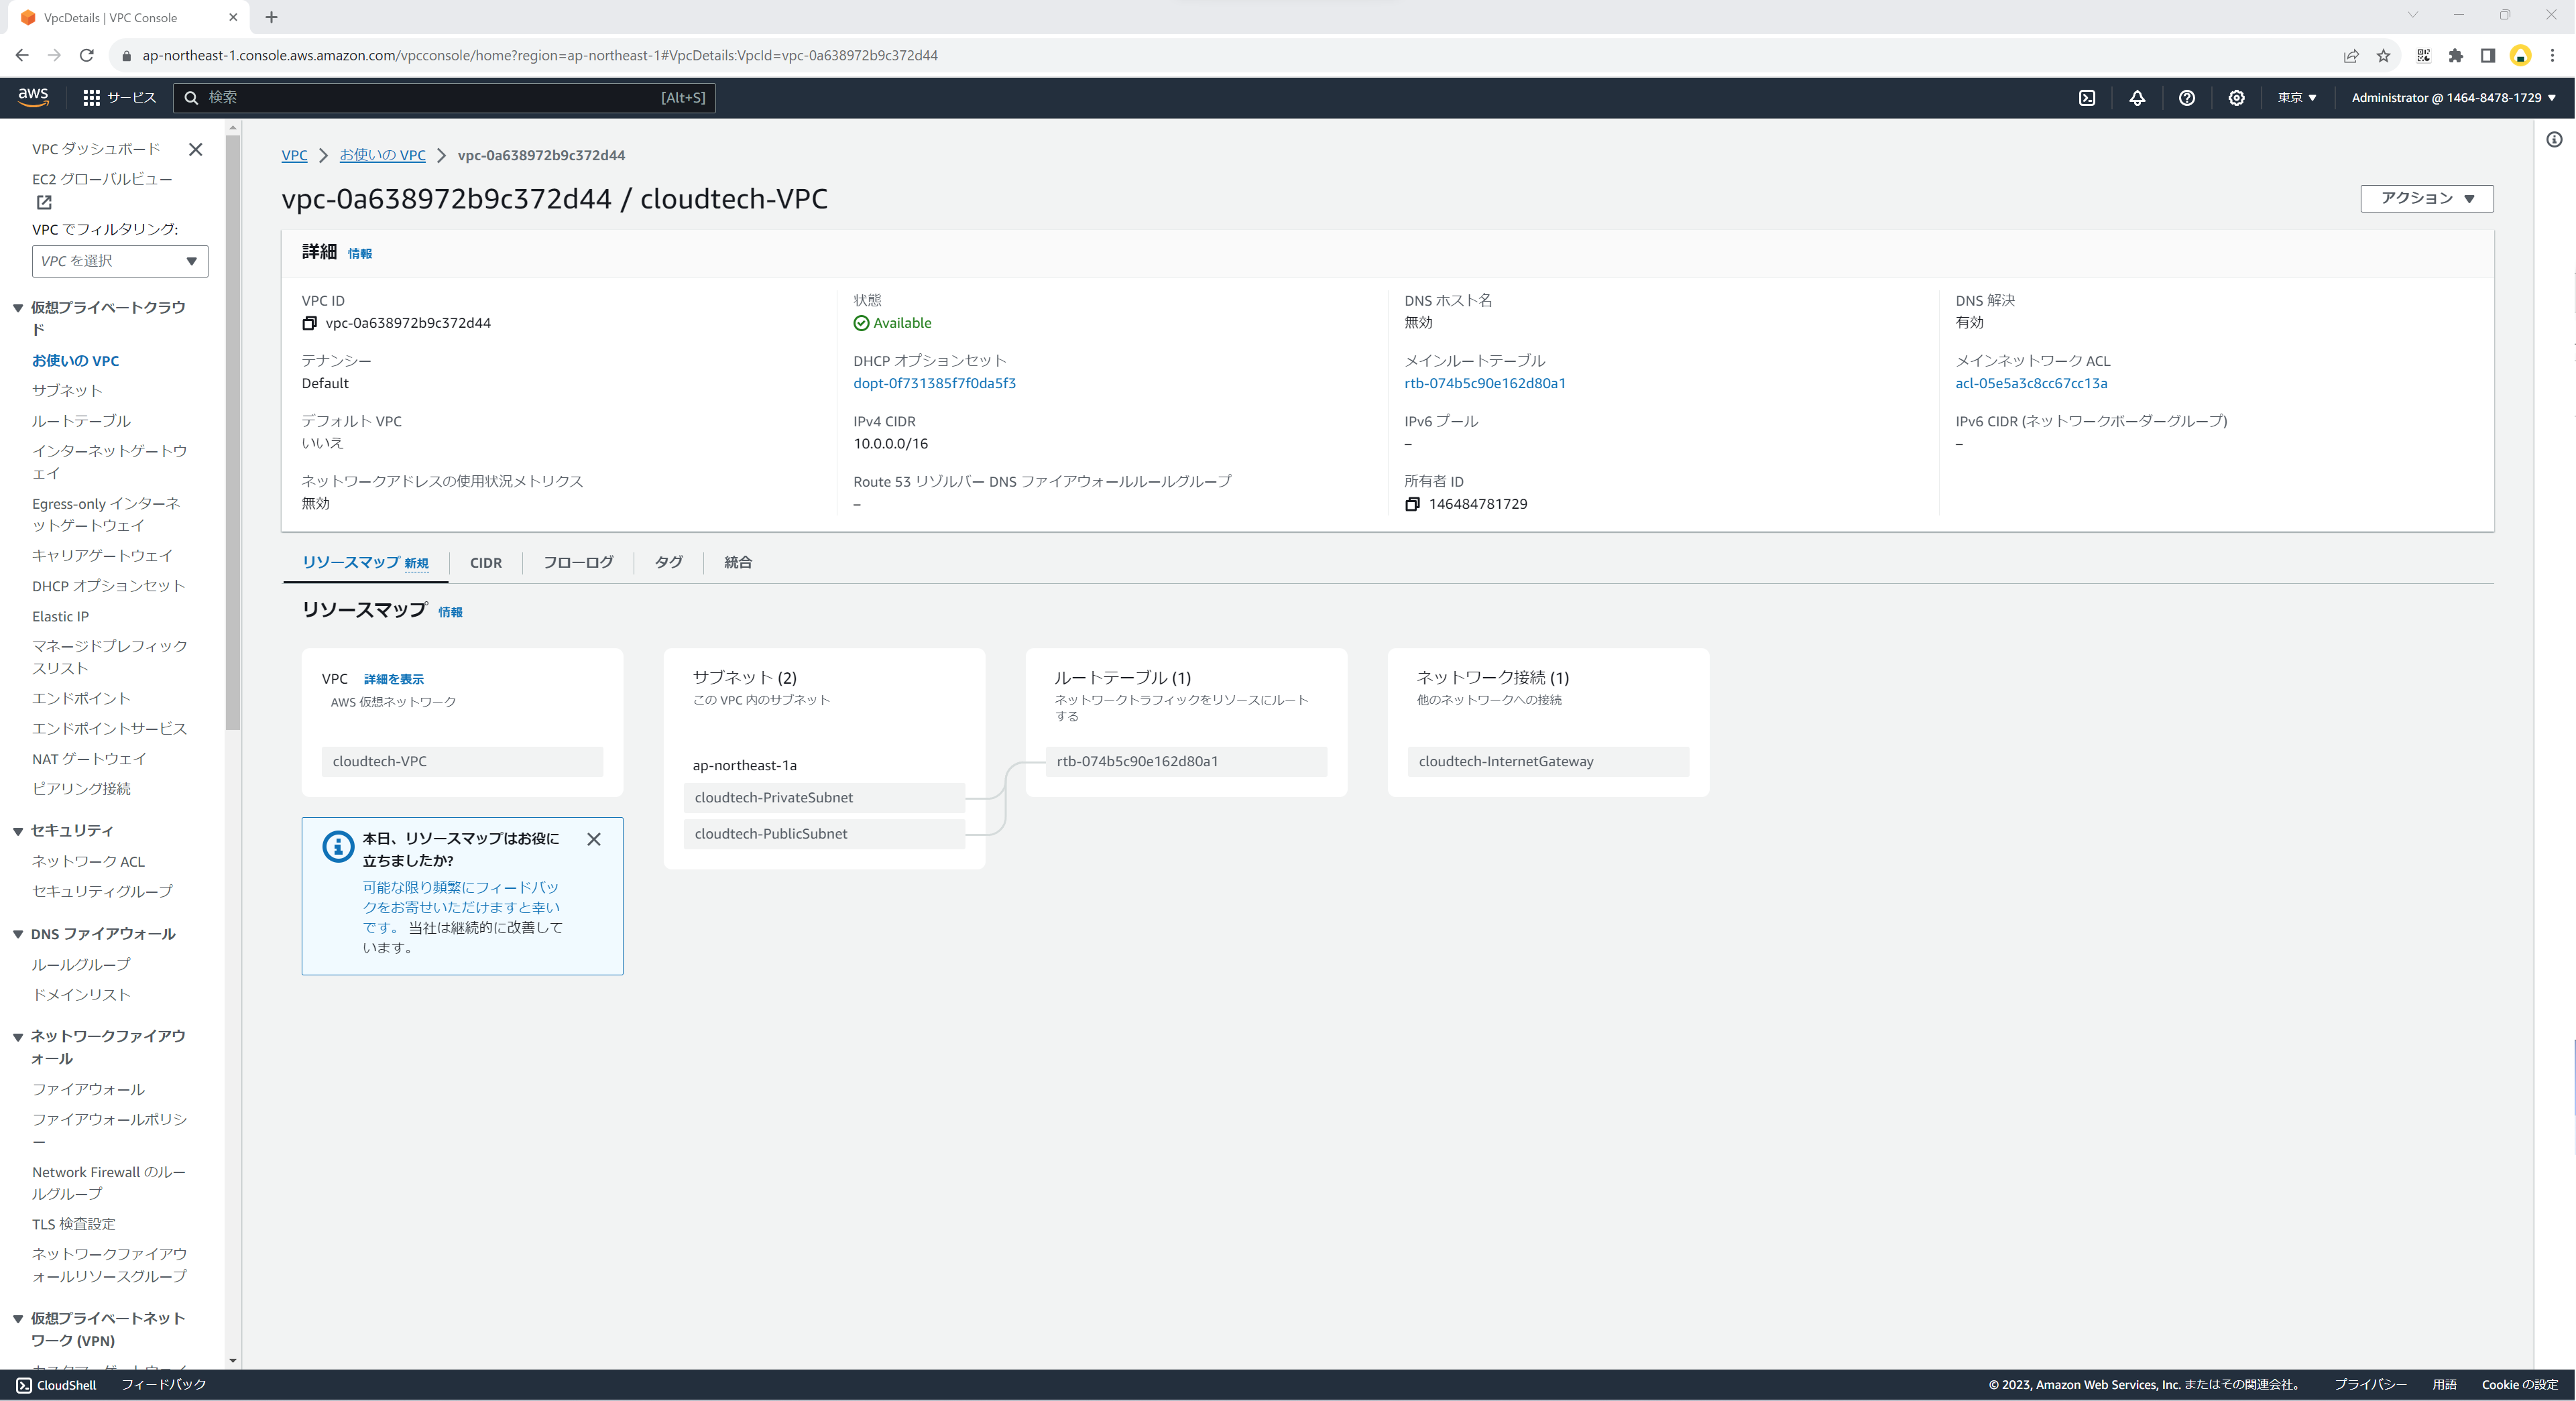 VpcDetails | VPC Console
ap-northeast-1.console.aws.amazon.com/vpcconsole/home?region=ap-northeast-1#VpcDetails:VpcId=vpc-0a638972b9c372d44
aws
サービス
検索
[Alt+S]
東京
Administrator @ 1464-8478-1729
VPC ダッシュボード
EC2 グローバルビュー
VPC でフィルタリング:
VPC を選択
仮想プライベートクラウ
ド
お使いの VPC
サブネット
ルートテーブル
インターネットゲートウ
ェイ
Egress-only インターネ
ットゲートウェイ
キャリアゲートウェイ
DHCP オプションセット
Elastic IP
マネージドプレフィック
スリスト
エンドポイント
エンドポイントサービス
NAT ゲートウェイ
ピアリング接続
セキュリティ
ネットワーク ACL
セキュリティグループ
DNS ファイアウォール
ルールグループ
ドメインリスト
ネットワークファイアウ
ォール
ファイアウォール
ファイアウォールポリシ
ー
Network Firewall のルー
ルグループ
TLS 検査設定
ネットワークファイアウ
ォールリソースグループ
仮想プライベートネット
ワーク (VPN)
VPC
お使いの VPC
vpc-0a638972b9c372d44
vpc-0a638972b9c372d44 / cloudtech-VPC
アクション
詳細 情報
VPC ID
vpc-0a638972b9c372d44
状態
Available
DNS ホスト名
無効
DNS 解決
有効
テナンシー
Default
DHCP オプションセット
dopt-0f731385f7f0da5f3
メインルートテーブル
rtb-074b5c90e162d80a1
メインネットワーク ACL
acl-05e5a3c8cc67cc13a
デフォルト VPC
いいえ
IPv4 CIDR
10.0.0.0/16
IPv6 プール
–
IPv6 CIDR (ネットワークボーダーグループ)
–
ネットワークアドレスの使用状況メトリクス
無効
Route 53 リゾルバー DNS ファイアウォールルールグループ
–
所有者 ID
146484781729
リソースマップ 新規
CIDR
フローログ
タグ
統合
リソースマップ 情報
VPC 詳細を表示
AWS 仮想ネットワーク
cloudtech-VPC
サブネット (2)
この VPC 内のサブネット
ap-northeast-1a
cloudtech-PrivateSubnet
cloudtech-PublicSubnet
ルートテーブル (1)
ネットワークトラフィックをリソースにルート
する
rtb-074b5c90e162d80a1
ネットワーク接続 (1)
他のネットワークへの接続
cloudtech-InternetGateway
本日、リソースマップはお役に
立ちましたか?
可能な限り頻繁にフィードバッ
クをお寄せいただけますと幸い
です。 当社は継続的に改善して
います。
CloudShell
フィードバック
© 2023, Amazon Web Services, Inc. またはその関連会社。
プライバシー
用語
Cookie の設定